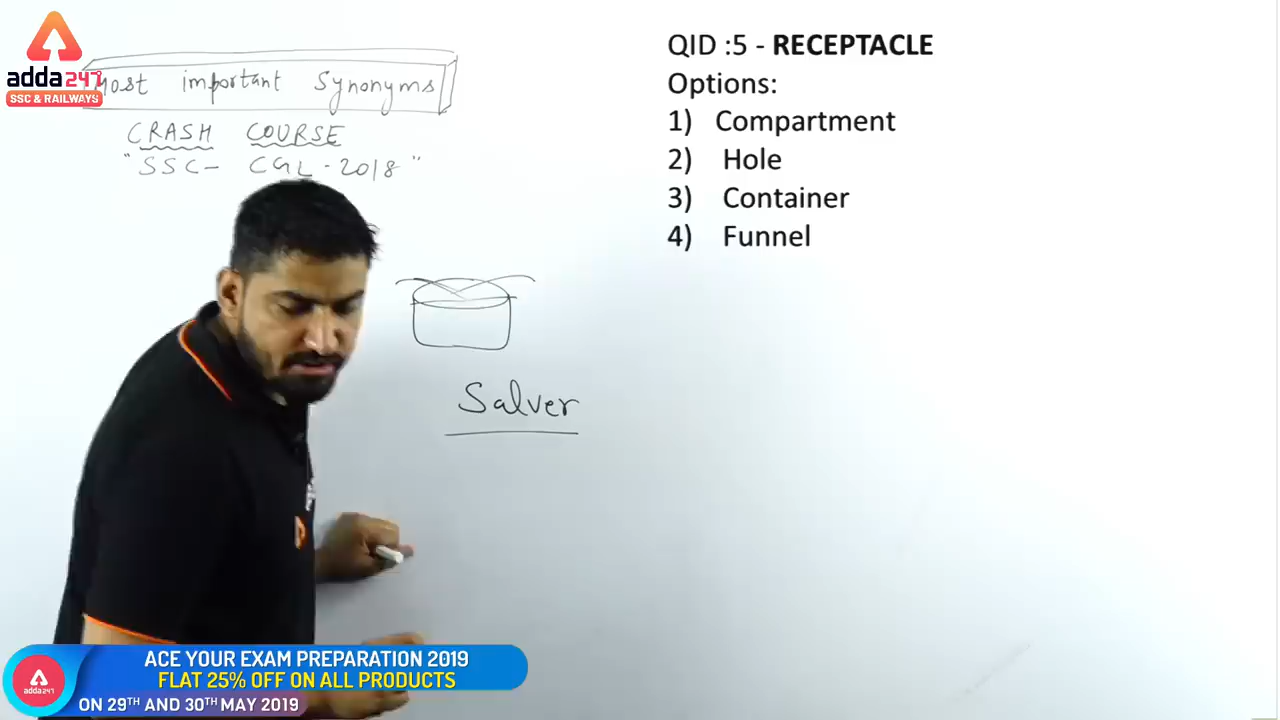 adda247
SSC & RAILWAYS
Most important Synonyms
CRASH COURSE
"SSC- CGL-2018"
Salver
QID :5 - RECEPTACLE
Options:
1) Compartment
2) Hole
3) Container
4) Funnel
adda247
ACE YOUR EXAM PREPARATION 2019
FLAT 25% OFF ON ALL PRODUCTS
ON 29TH AND 30TH MAY 2019